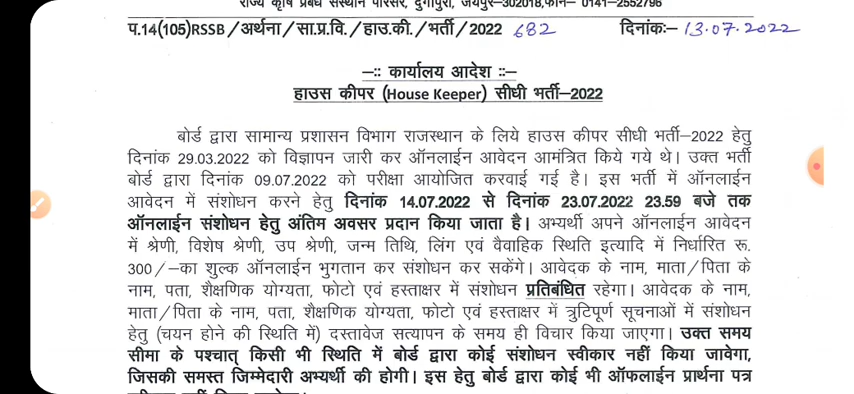 राज्य कृषि प्रबंध संस्थान परिसर, दुर्गापुरा, जयपुर–302018,फोन– 0141–2552796
प.14(105)RSSB/अर्थना/सा.प्र.वि./हाउ.की./भर्ती/2022 682 दिनांकः– 13.07.2022
–:: कार्यालय आदेश ::–
हाउस कीपर (House Keeper) सीधी भर्ती–2022
बोर्ड द्वारा सामान्य प्रशासन विभाग राजस्थान के लिये हाउस कीपर सीधी भर्ती–2022 हेतु
दिनांक 29.03.2022 को विज्ञापन जारी कर ऑनलाईन आवेदन आमंत्रित किये गये थे। उक्त भर्ती
बोर्ड द्वारा दिनांक 09.07.2022 को परीक्षा आयोजित करवाई गई है। इस भर्ती में ऑनलाईन
आवेदन में संशोधन करने हेतु दिनांक 14.07.2022 से दिनांक 23.07.2022 23.59 बजे तक
ऑनलाईन संशोधन हेतु अंतिम अवसर प्रदान किया जाता है। अभ्यर्थी अपने ऑनलाईन आवेदन
में श्रेणी, विशेष श्रेणी, उप श्रेणी, जन्म तिथि, लिंग एवं वैवाहिक स्थिति इत्यादि में निर्धारित रू.
300/–का शुल्क ऑनलाईन भुगतान कर संशोधन कर सकेंगे। आवेदक के नाम, माता/पिता के
नाम, पता, शैक्षणिक योग्यता, फोटो एवं हस्ताक्षर में संशोधन प्रतिबंधित रहेगा। आवेदक के नाम,
माता/पिता के नाम, पता, शैक्षणिक योग्यता, फोटो एवं हस्ताक्षर में त्रुटिपूर्ण सूचनाओं में संशोधन
हेतु (चयन होने की स्थिति में) दस्तावेज सत्यापन के समय ही विचार किया जाएगा। उक्त समय
सीमा के पश्चात् किसी भी स्थिति में बोर्ड द्वारा कोई संशोधन स्वीकार नहीं किया जावेगा,
जिसकी समस्त जिम्मेदारी अभ्यर्थी की होगी। इस हेतु बोर्ड द्वारा कोई भी ऑफलाईन प्रार्थना पत्र